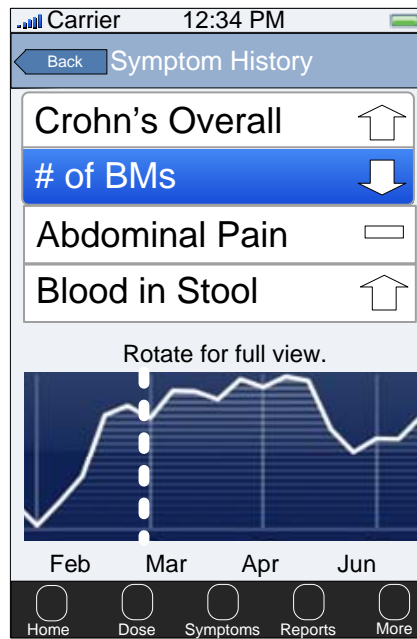 Carrier 12:34 PM
Back Symptom History
Crohn's Overall
# of BMs
Abdominal Pain
Blood in Stool
Rotate for full view.
Feb Mar Apr Jun
Home Dose Symptoms Reports More